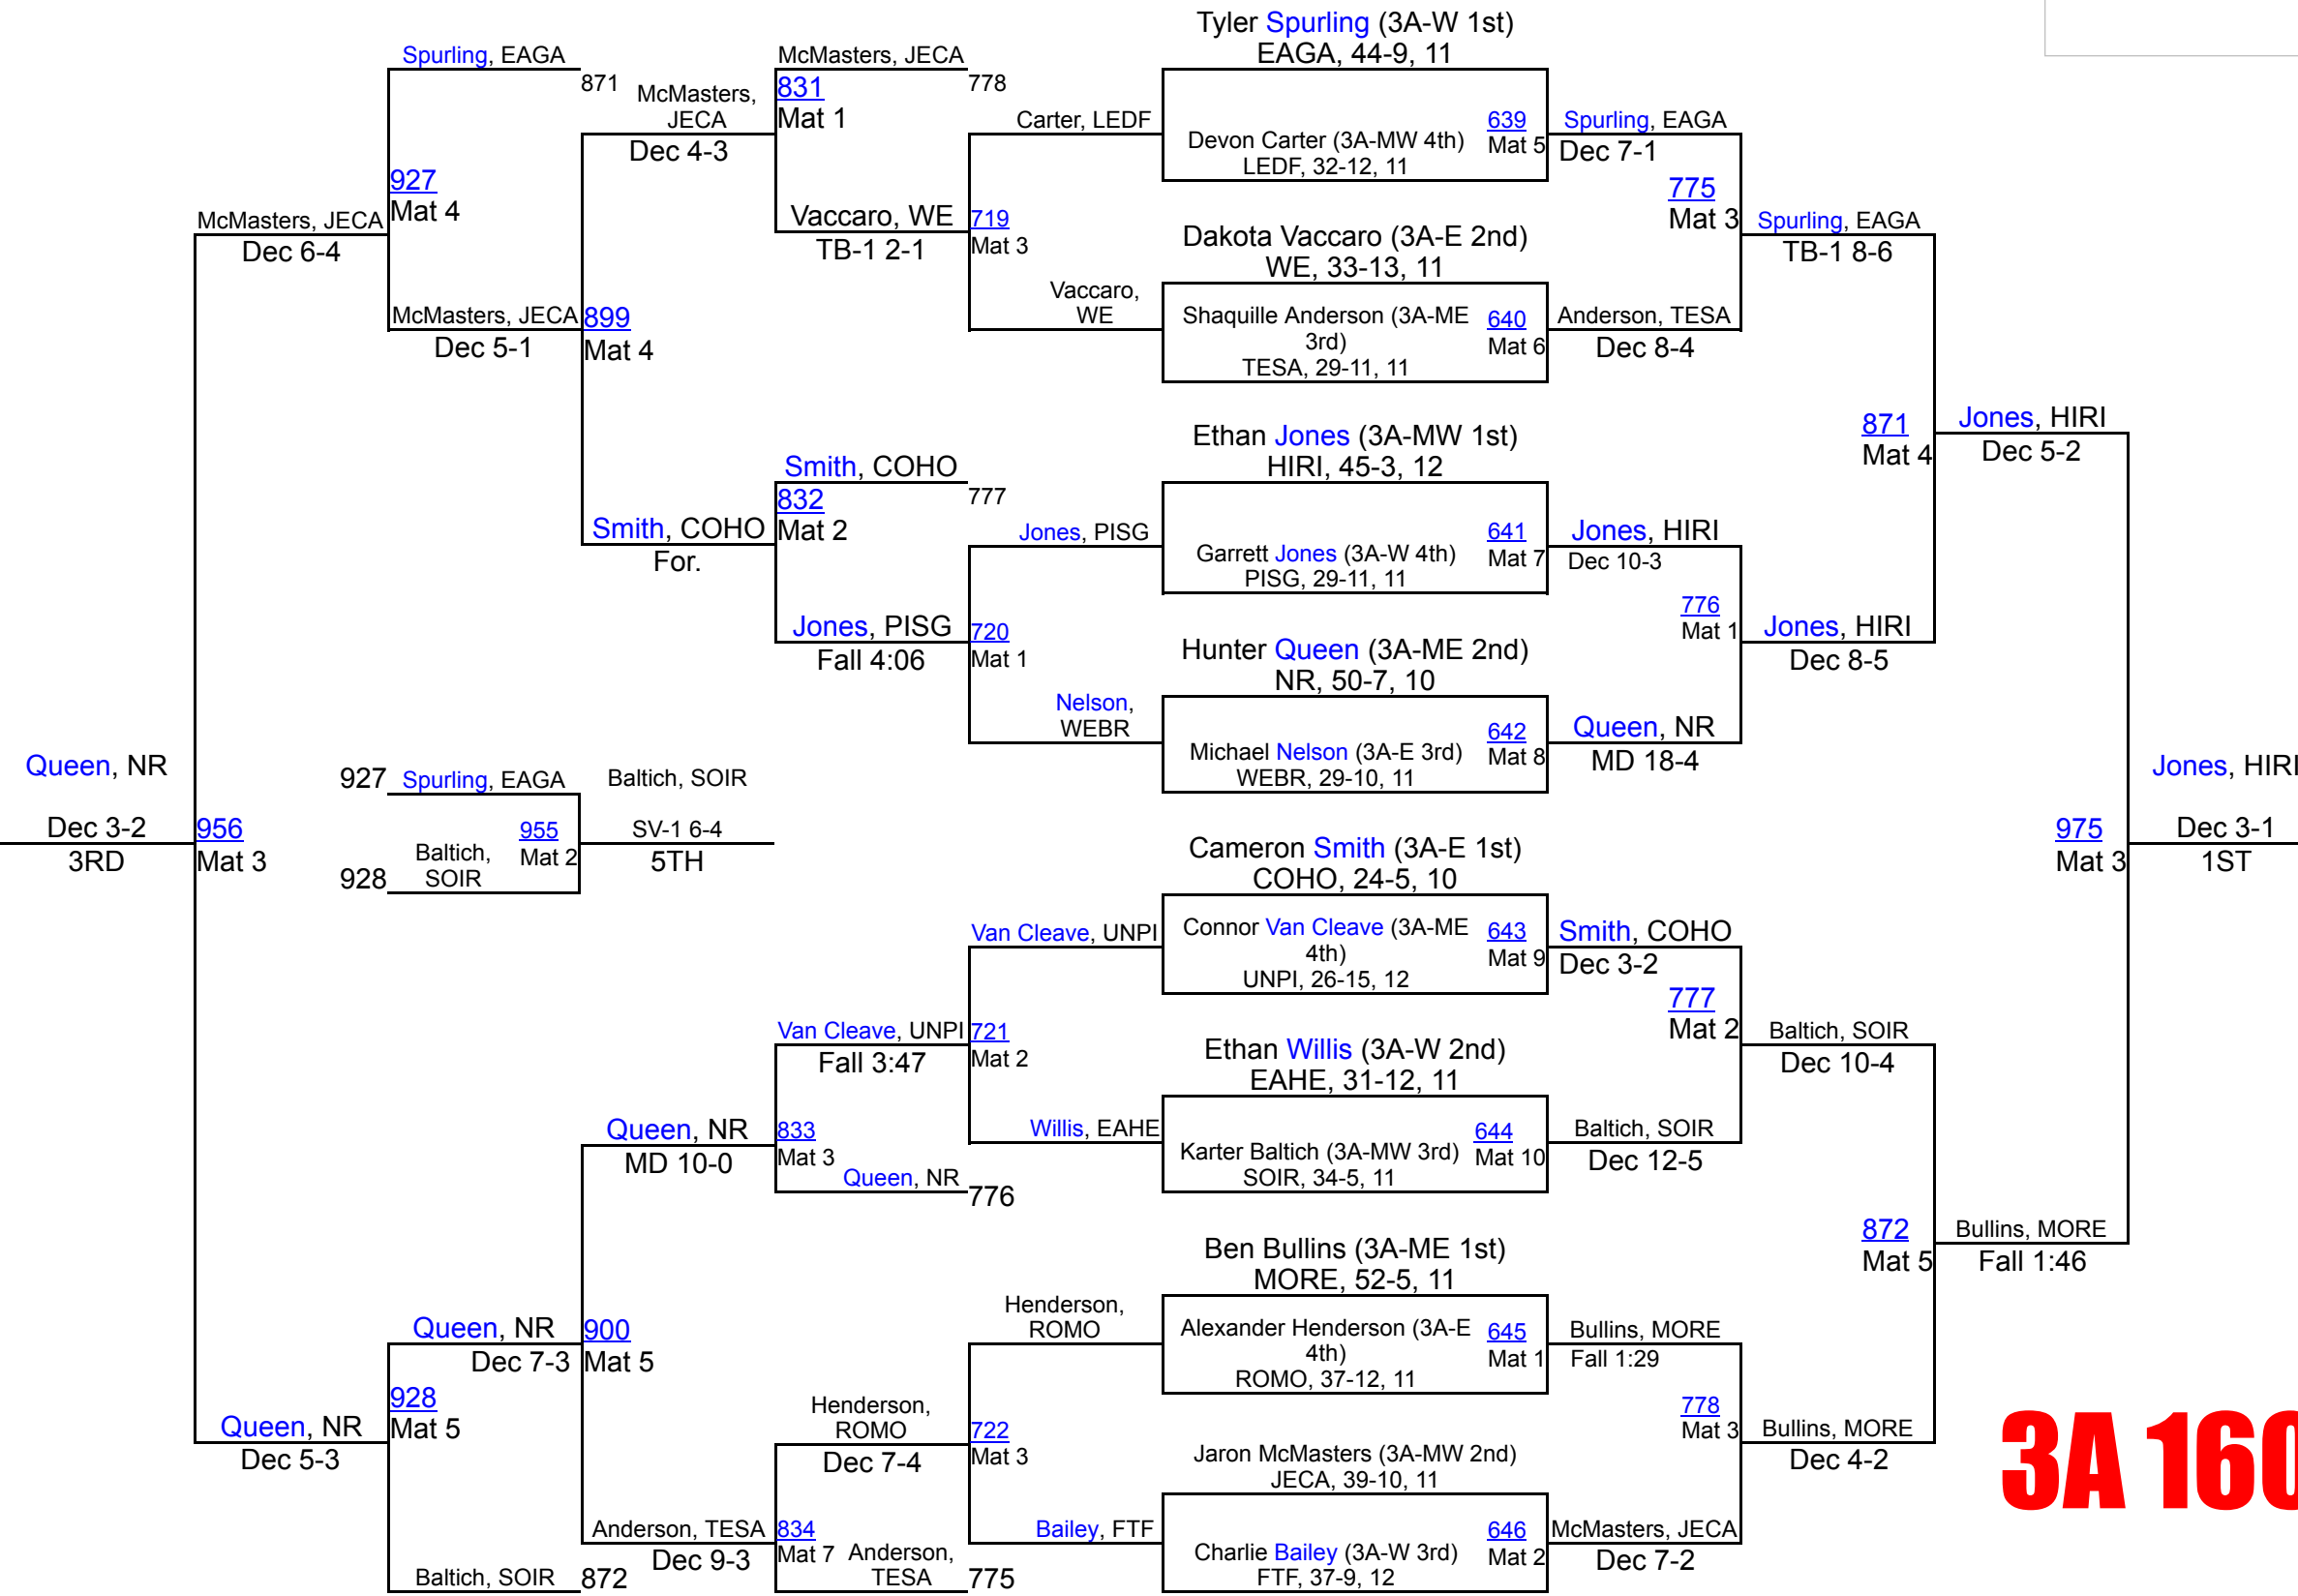 Tyler Spurling (3A-W 1st)
EAGA, 44-9, 11
Spurling, EAGA
871
McMasters, JECA
778
McMasters,
JECA
Dec 4-3
831
Mat 1
Carter, LEDF
Devon Carter (3A-MW 4th)
LEDF, 32-12, 11
639
Mat 5
Spurling, EAGA
Dec 7-1
927
Mat 4
775
Mat 3
McMasters, JECA
Dec 6-4
Vaccaro, WE
TB-1 2-1
719
Mat 3
Dakota Vaccaro (3A-E 2nd)
WE, 33-13, 11
Spurling, EAGA
TB-1 8-6
McMasters, JECA
Dec 5-1
899
Mat 4
Vaccaro,
WE
Shaquille Anderson (3A-ME
3rd)
TESA, 29-11, 11
640
Mat 6
Anderson, TESA
Dec 8-4
Ethan Jones (3A-MW 1st)
HIRI, 45-3, 12
871
Mat 4
Jones, HIRI
Dec 5-2
Smith, COHO
777
832
Mat 2
Smith, COHO
For.
Jones, PISG
Garrett Jones (3A-W 4th)
PISG, 29-11, 11
641
Mat 7
Jones, HIRI
Dec 10-3
Jones, PISG
Fall 4:06
720
Mat 1
776
Mat 1
Jones, HIRI
Dec 8-5
Hunter Queen (3A-ME 2nd)
NR, 50-7, 10
Nelson,
WEBR
Michael Nelson (3A-E 3rd)
WEBR, 29-10, 11
642
Mat 8
Queen, NR
MD 18-4
Queen, NR
Dec 3-2
3RD
956
Mat 3
927
Spurling, EAGA
928
Baltich,
SOIR
955
Mat 2
Baltich, SOIR
SV-1 6-4
5TH
Jones, HIRI
Dec 3-1
1ST
975
Mat 3
Cameron Smith (3A-E 1st)
COHO, 24-5, 10
Van Cleave, UNPI
Connor Van Cleave (3A-ME
4th)
UNPI, 26-15, 12
643
Mat 9
Smith, COHO
Dec 3-2
777
Mat 2
Van Cleave, UNPI
Fall 3:47
721
Mat 2
Ethan Willis (3A-W 2nd)
EAHE, 31-12, 11
Baltich, SOIR
Dec 10-4
Queen, NR
MD 10-0
833
Mat 3
Willis, EAHE
Karter Baltich (3A-MW 3rd)
SOIR, 34-5, 11
644
Mat 10
Baltich, SOIR
Dec 12-5
Queen, NR
776
Ben Bullins (3A-ME 1st)
MORE, 52-5, 11
872
Mat 5
Bullins, MORE
Fall 1:46
Queen, NR
Dec 7-3
900
Mat 5
Henderson,
ROMO
Alexander Henderson (3A-E
4th)
ROMO, 37-12, 11
645
Mat 1
Bullins, MORE
Fall 1:29
928
Mat 5
Queen, NR
Dec 5-3
Henderson,
ROMO
Dec 7-4
722
Mat 3
Jaron McMasters (3A-MW 2nd)
JECA, 39-10, 11
778
Mat 3
Bullins, MORE
Dec 4-2
3A 160
Anderson, TESA
Dec 9-3
834
Mat 7
Bailey, FTF
Charlie Bailey (3A-W 3rd)
FTF, 37-9, 12
646
Mat 2
McMasters, JECA
Dec 7-2
Baltich, SOIR
872
Anderson,
TESA
775